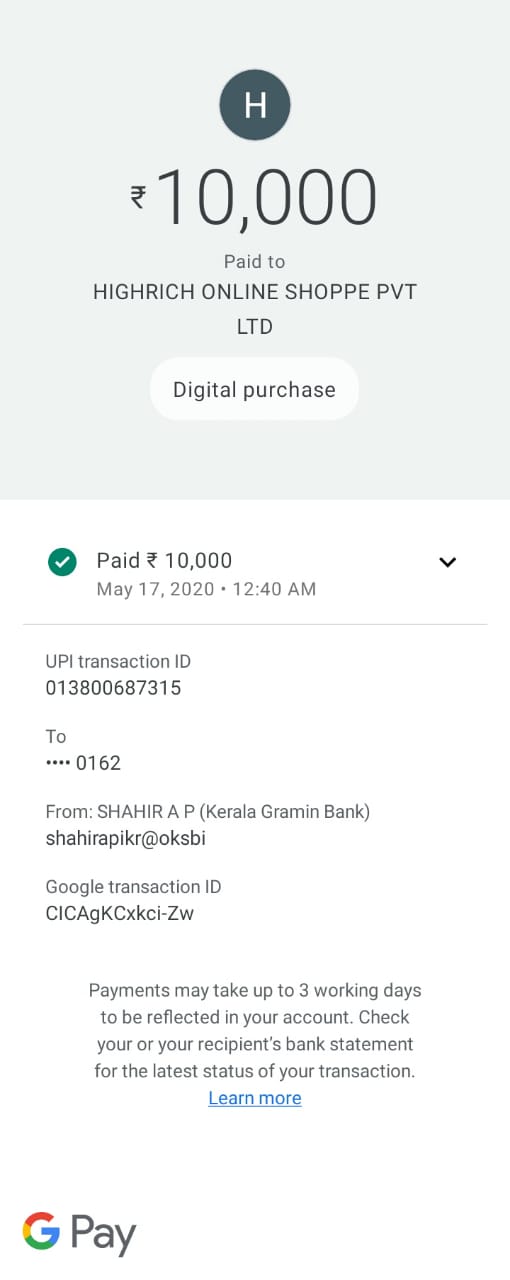 H
₹10,000
Paid to
HIGHRICH ONLINE SHOPPE PVT
LTD
Digital purchase
Paid ₹ 10,000
May 17, 2020 • 12:40 AM
UPI transaction ID
013800687315
To
•••• 0162
From: SHAHIR A P (Kerala Gramin Bank)
shahirapikr@oksbi
Google transaction ID
CICAgKCxkci-Zw
Payments may take up to 3 working days
to be reflected in your account. Check
your or your recipient’s bank statement
for the latest status of your transaction.
Learn more
G Pay